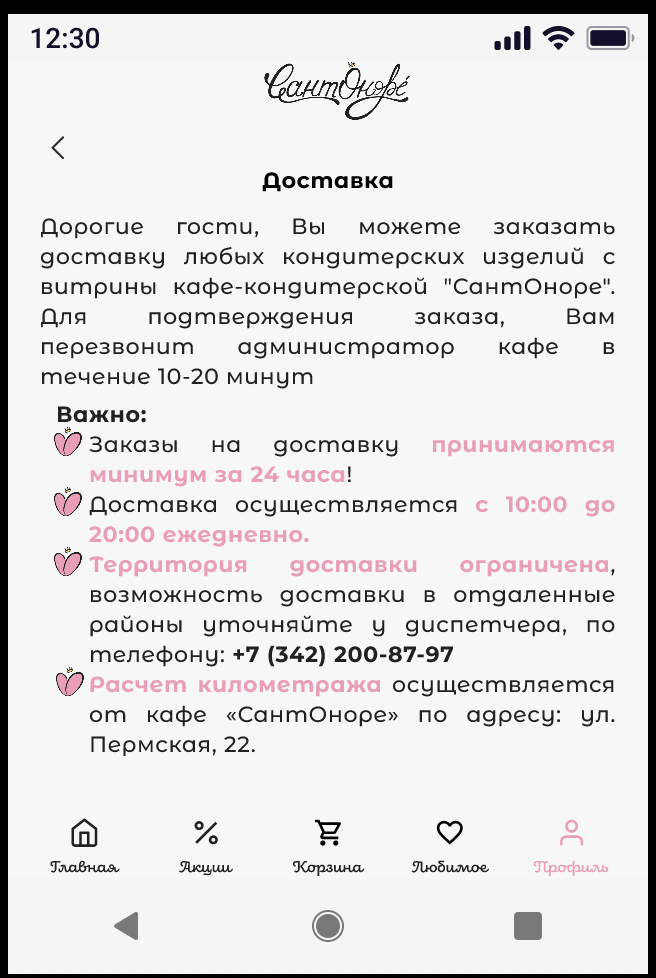 12:30
СантОноре́
Доставка
Дорогие гости, Вы можете заказать
доставку любых кондитерских изделий с
витрины кафе-кондитерской "СантОноре".
Для подтверждения заказа, Вам
перезвонит администратор кафе в
течение 10-20 минут
Важно:
Заказы на доставку принимаются
минимум за 24 часа!
Доставка осуществляется с 10:00 до
20:00 ежедневно.
Территория доставки ограничена,
возможность доставки в отдаленные
районы уточняйте у диспетчера, по
телефону: +7 (342) 200-87-97
Расчет километража осуществляется
от кафе «СантОноре» по адресу: ул.
Пермская, 22.
Главная Акции Корзина Любимое Профиль